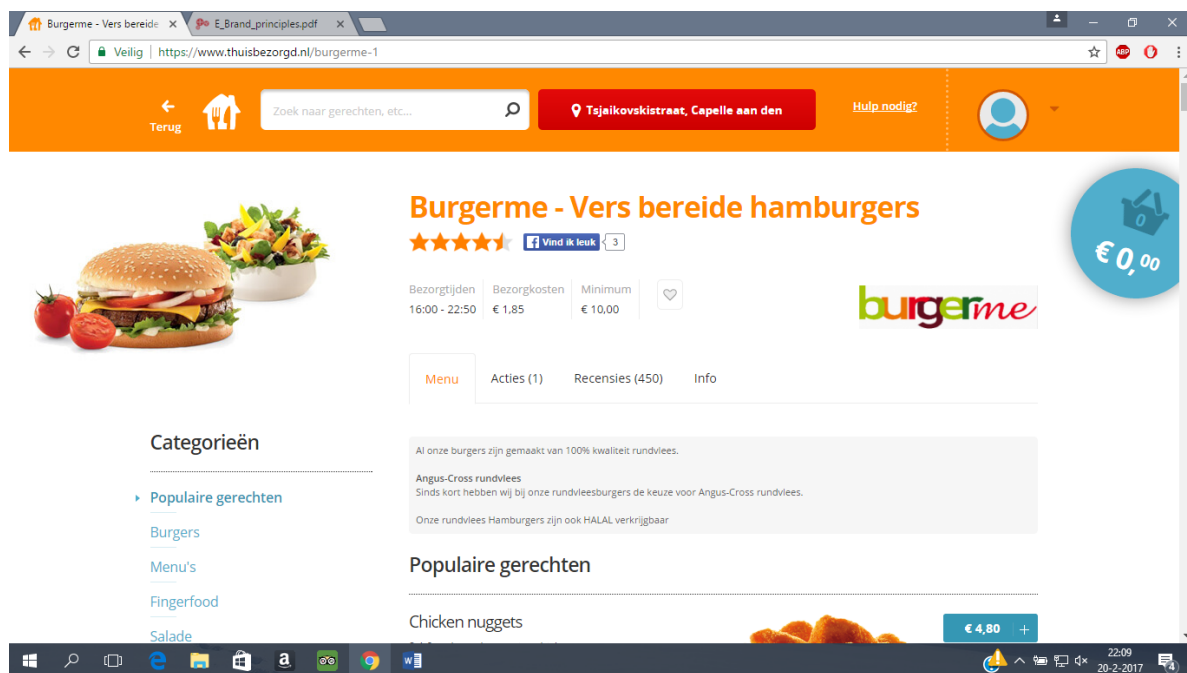 Burgerme - Vers bereide
E_Brand_principles.pdf
Veilig | https://www.thuisbezorgd.nl/burgerme-1
ABP
Terug
Zoek naar gerechten, etc...
Tsjaikovskistraat, Capelle aan den
Hulp nodig?
0
€ 0,00
Burgerme - Vers bereide hamburgers
Vind ik leuk
3
Bezorgtijden Bezorgkosten Minimum
16:00 - 22:50 € 1,85 € 10,00
burgerme
Menu Acties (1) Recensies (450) Info
Categorieën
Populaire gerechten
Burgers
Menu's
Fingerfood
Salade
Al onze burgers zijn gemaakt van 100% kwaliteit rundvlees.
Angus-Cross rundvlees
Sinds kort hebben wij bij onze rundvleesburgers de keuze voor Angus-Cross rundvlees.
Onze rundvlees Hamburgers zijn ook HALAL verkrijgbaar
Populaire gerechten
Chicken nuggets
€ 4,80 +
22:09
20-2-2017
4